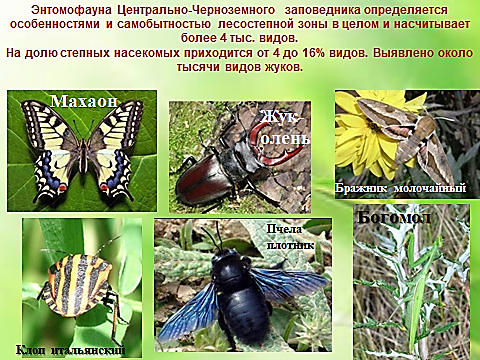 Энтомофауна Центрально-Черноземного заповедника определяется
особенностями и самобытностью лесостепной зоны в целом и насчитывает
более 4 тыс. видов.
На долю степных насекомых приходится от 4 до 16% видов. Выявлено около
тысячи видов жуков.
Махаон
Жук
олень
Бражник молочайный
Клоп итальянский
Пчела
плотник
Богомол